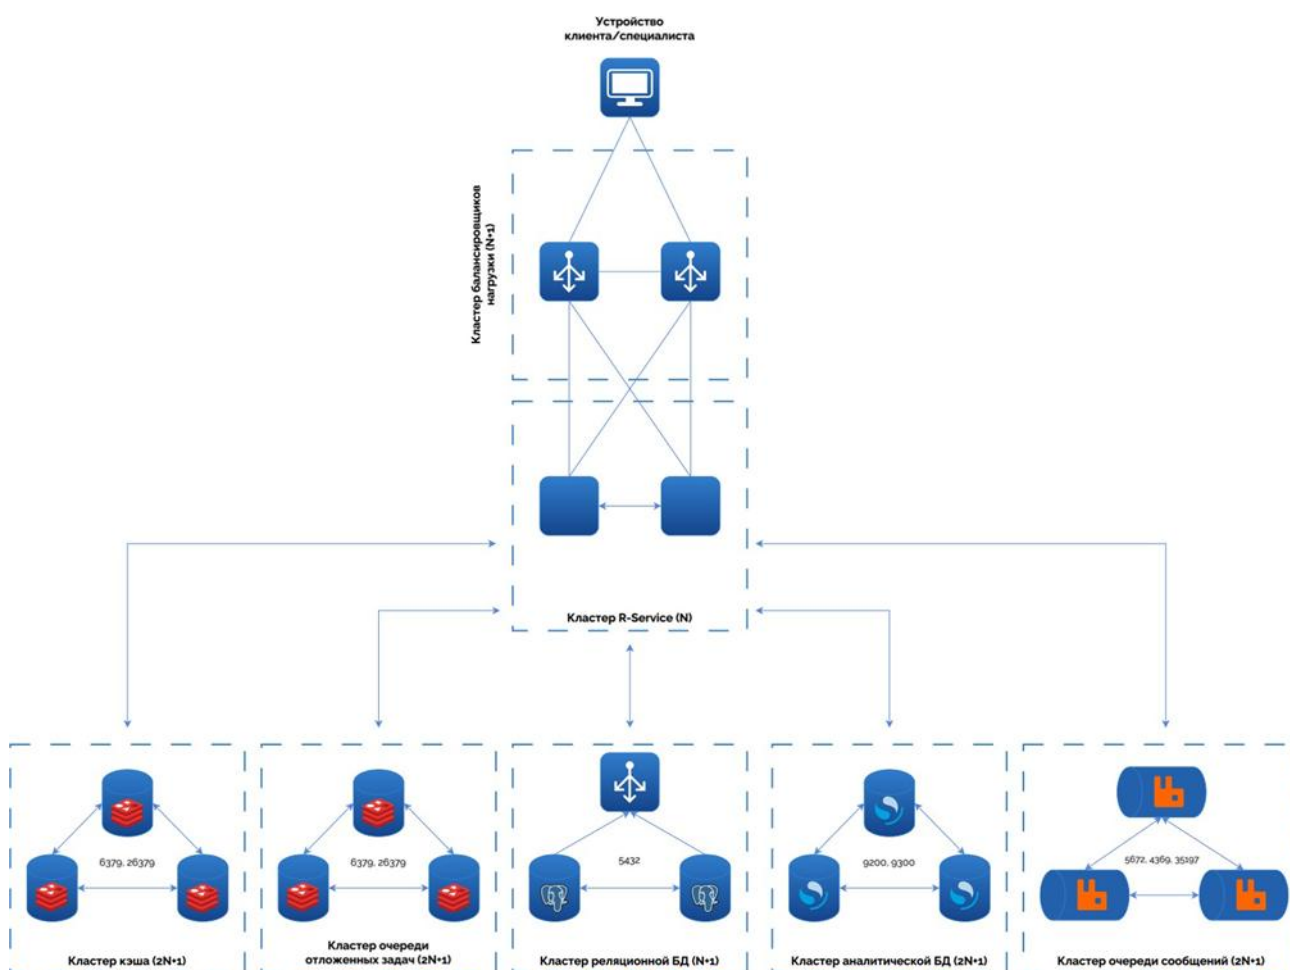 Устройство
клиента/специалиста
Кластер балансировщиков
нагрузки (N+1)
Кластер R-Service (N)
6379, 26379
6379, 26379
5432
9200, 9300
5672, 4369, 35197
Кластер кэша (2N+1)
Кластер очереди
отложенных задач (2N+1)
Кластер реляционной БД (N+1)
Кластер аналитической БД (2N+1)
Кластер очереди сообщений (2N+1)